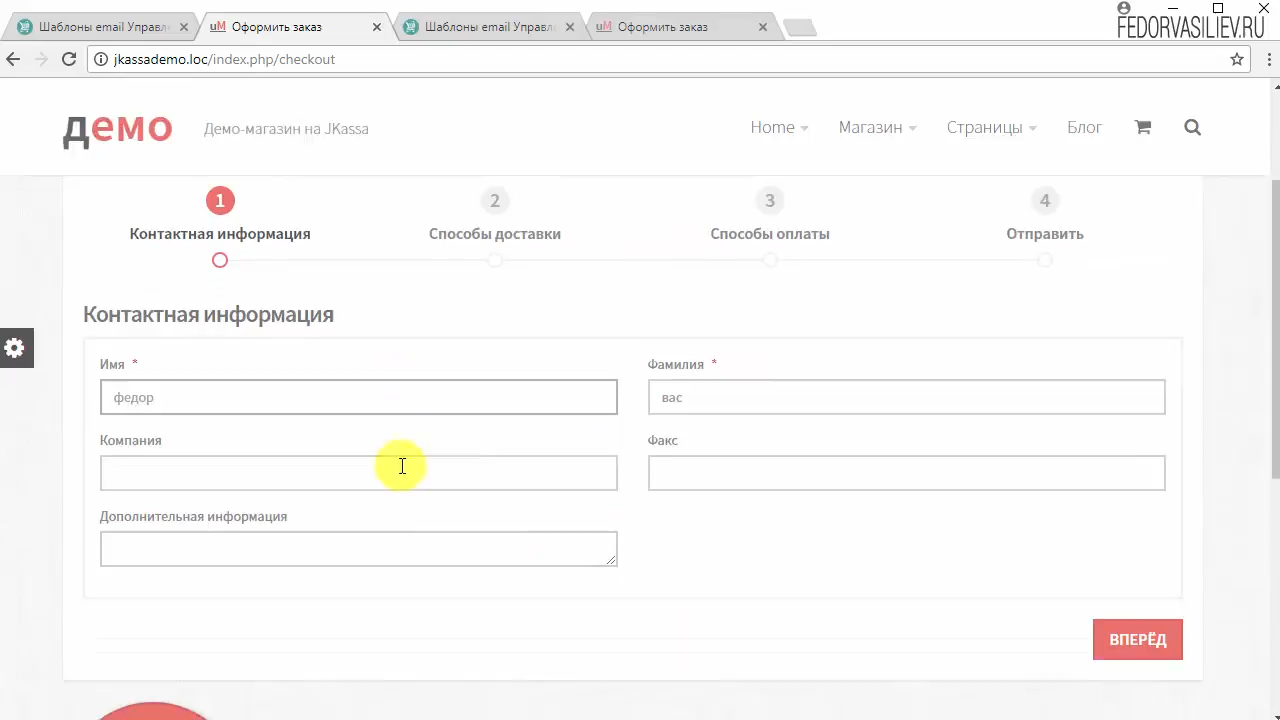 Шаблоны email Управл
uM Оформить заказ
Шаблоны email Управл
uM Оформить заказ
FEDORVASILIEV.RU
jkassademo.loc/index.php/checkout
демо
Демо-магазин на JKassa
Home
Магазин
Страницы
Блог
1
2
3
4
Контактная информация
Способы доставки
Способы оплаты
Отправить
Контактная информация
Имя *
Фамилия *
федор
вас
Компания
Факс
Дополнительная информация
ВПЕРЁД